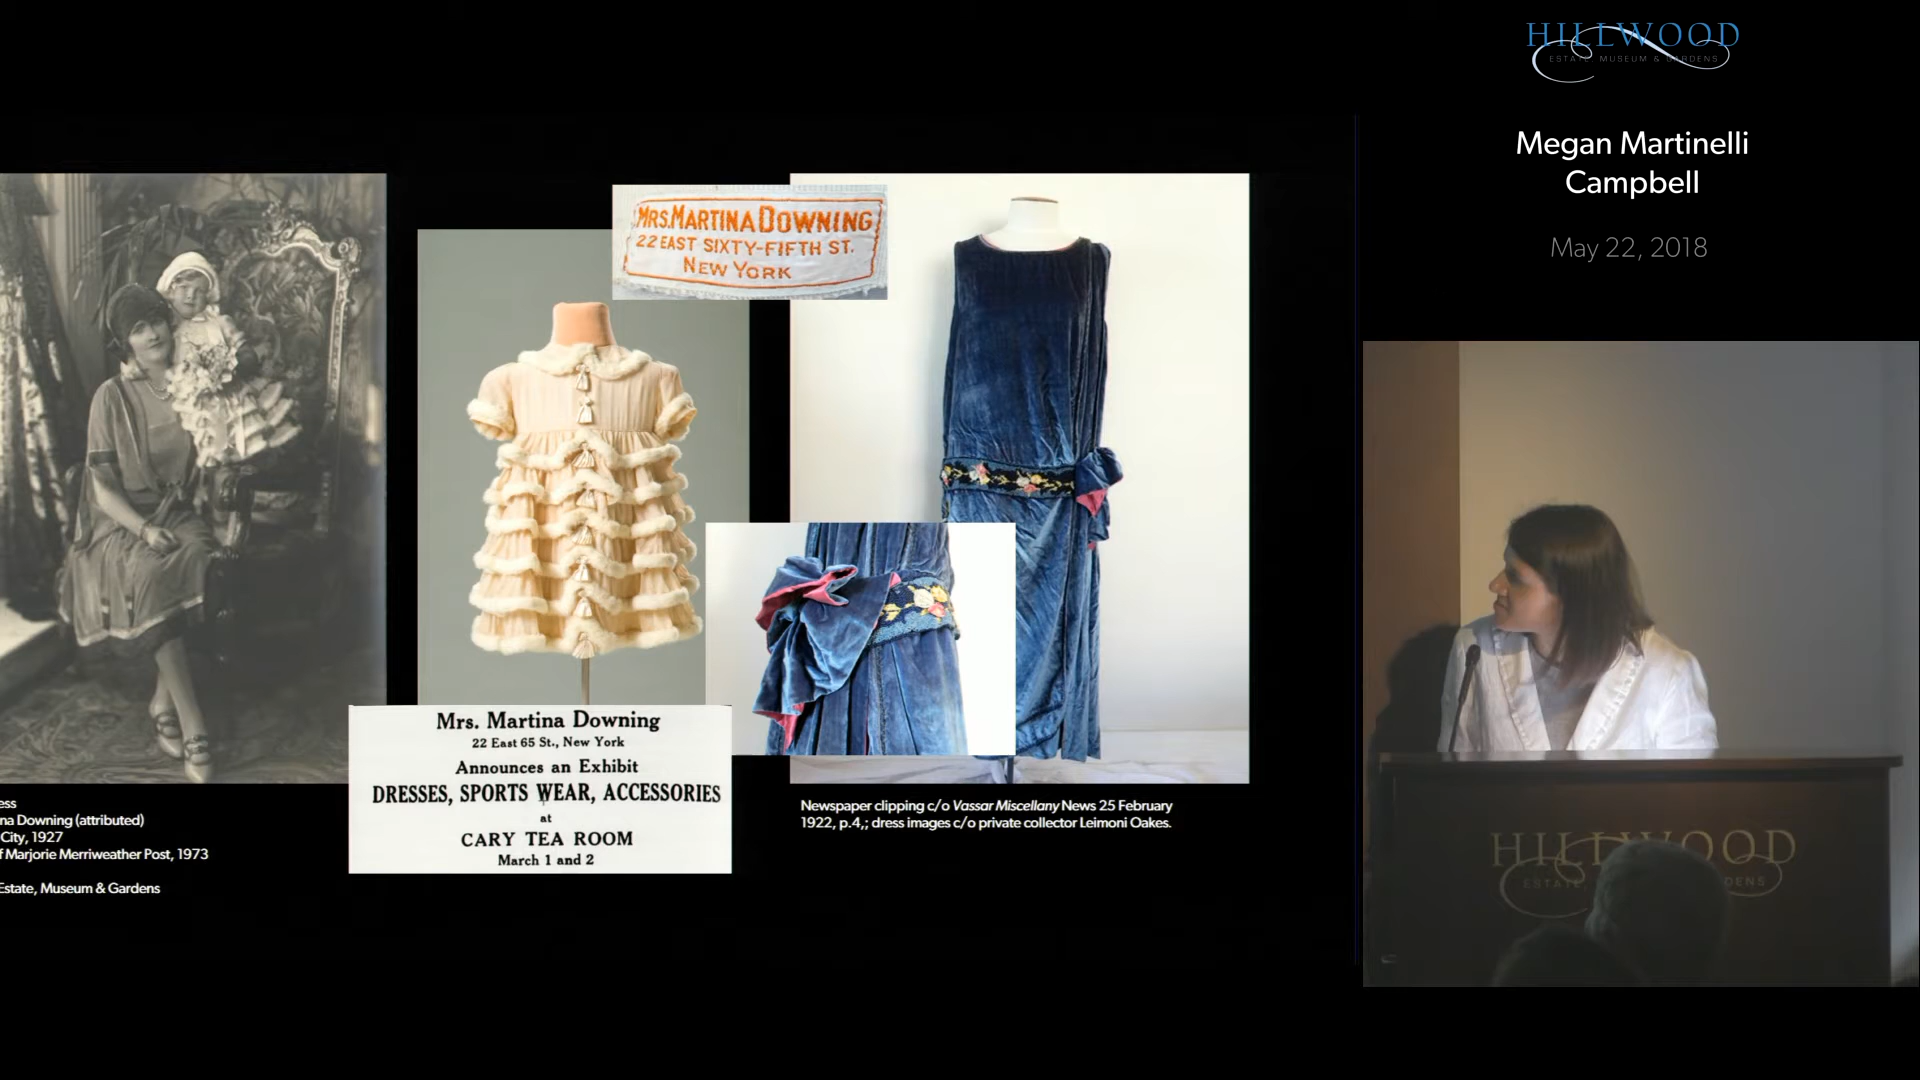 HILLWOOD
ESTATE, MUSEUM & GARDENS
Megan Martinelli
Campbell
May 22, 2018
MRS. MARTINA DOWNING
22 EAST SIXTY-FIFTH ST.
NEW YORK
Mrs. Martina Downing
22 East 65 St., New York
Announces an Exhibit
DRESSES, SPORTS WEAR, ACCESSORIES
at
CARY TEA ROOM
March 1 and 2
ess
na Downing (attributed)
City, 1927
f Marjorie Merriweather Post, 1973
Estate, Museum & Gardens
Newspaper clipping c/o Vassar Miscellany News 25 February
1922, p.4,; dress images c/o private collector Leimoni Oakes.
HILLWOOD
ESTATE, DENS